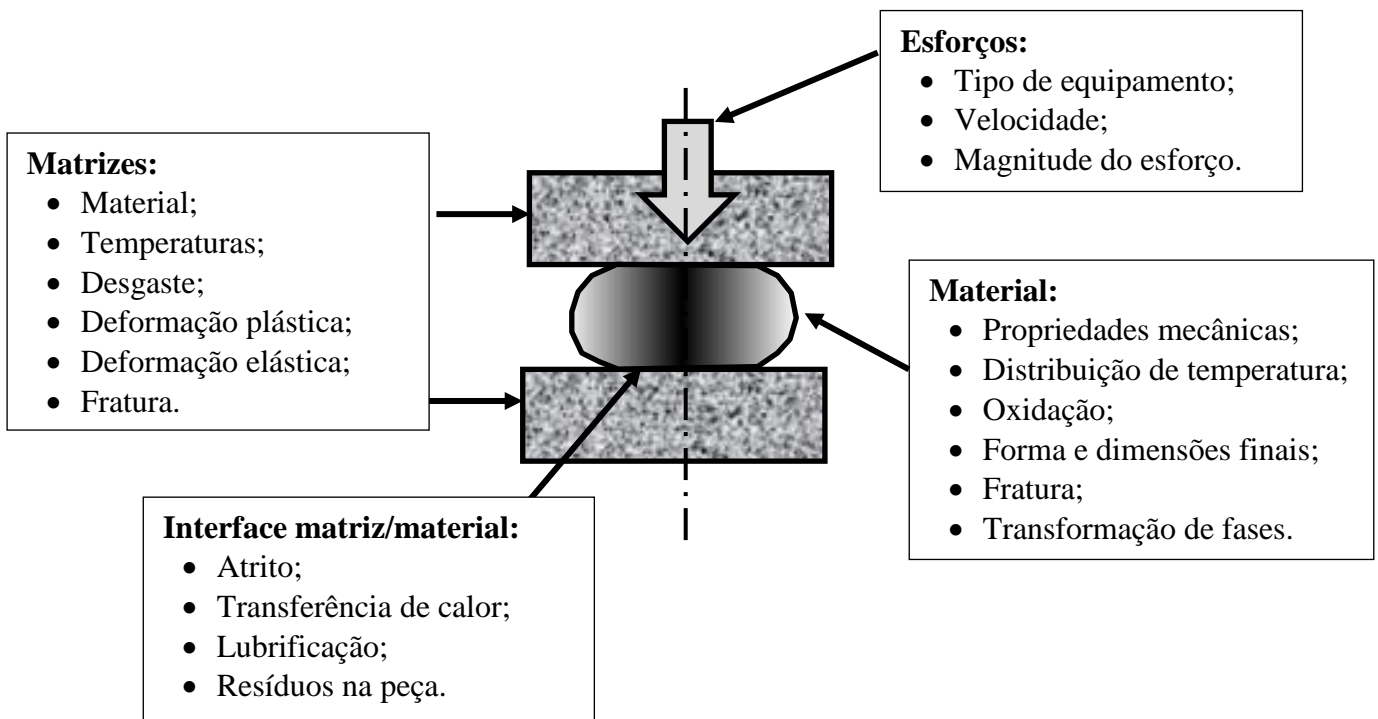 Esforços:
• Tipo de equipamento;
• Velocidade;
• Magnitude do esforço.
Matrizes:
• Material;
• Temperaturas;
• Desgaste;
• Deformação plástica;
• Deformação elástica;
• Fratura.
Material:
• Propriedades mecânicas;
• Distribuição de temperatura;
• Oxidação;
• Forma e dimensões finais;
• Fratura;
• Transformação de fases.
Interface matriz/material:
• Atrito;
• Transferência de calor;
• Lubrificação;
• Resíduos na peça.